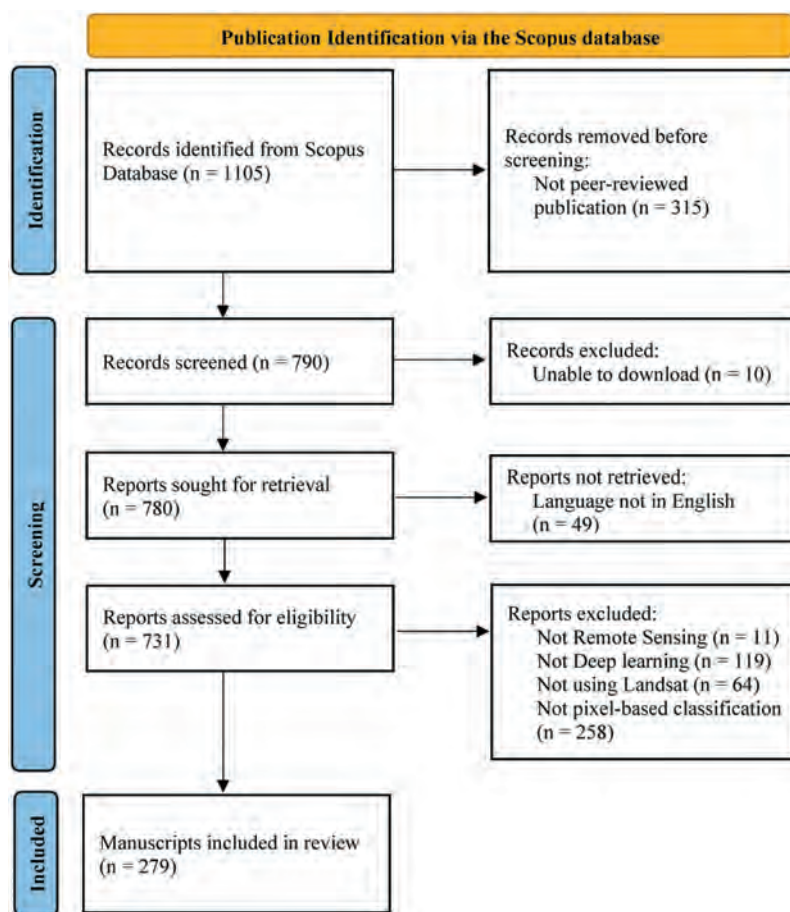 Publication Identification via the Scopus database
Identification
Records identified from Scopus
Database (n = 1105)
Records removed before
screening:
Not peer-reviewed
publication (n = 315)
Screening
Records screened (n = 790)
Records excluded:
Unable to download (n = 10)
Reports sought for retrieval
(n = 780)
Reports not retrieved:
Language not in English
(n = 49)
Reports assessed for eligibility
(n = 731)
Reports excluded:
Not Remote Sensing (n = 11)
Not Deep learning (n = 119)
Not using Landsat (n = 64)
Not pixel-based classification
(n = 258)
Included
Manuscripts included in review
(n = 279)